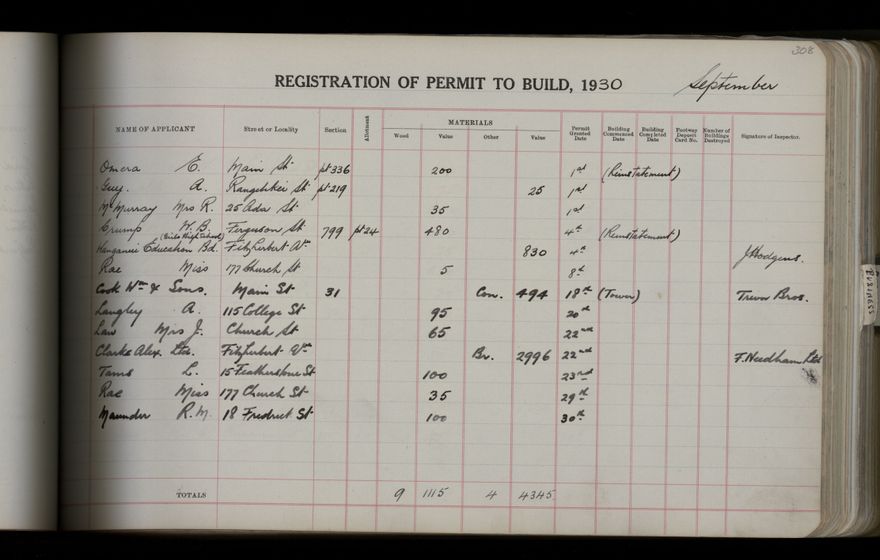 308
REGISTRATION OF PERMIT TO BUILD, 1930 September
NAME OF APPLICANT Street or Locality Section Allotment MATERIALS Permit Granted Date Building Commenced Date Building Completed Date Footway Deposit Card No. Number of Buildings Destroyed Signature of Inspector.
Wood Value Other Value
Omera E. Main St pt 336 200 1st (Reinstatement)
Guy. A. Rangitikei St pt 219 25 1st
McMurray Mrs R. 25 Ada St 35 1st
Crump W. B. Ferguson St 799 pt 24 480 4th (Reinstatement)
(Girls High School)
Wanganui Education Bd. Fitzherbert Av 830 4th J Hodgens.
Rae Miss 177 Church St 5 8th
Cook Wm & Sons. Main St 31 Con. 494 18th (Tower) Trevor Bros.
Langley A. 115 College St 95 20th
Law Mrs J. Church St 65 22nd
Clarke Alex. Ltd. Fitzherbert Av Br. 2996 22nd F. Needham Ltd
L. 15 Featherstone St 100 23rd
Rae Miss 177 Church St 35 29th
Maunder R. M. 18 St 100 30th
TOTALS 9 1115 4 4345